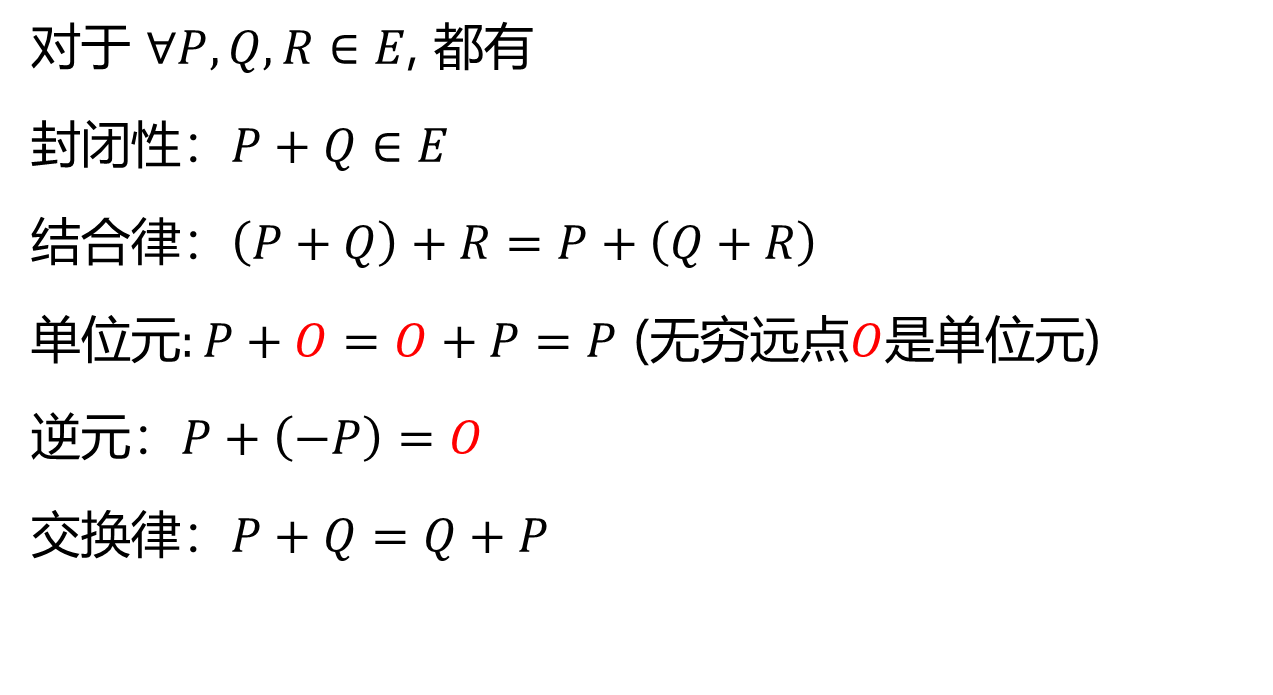 对于 ∀P, Q, R ∈ E, 都有
封闭性：P + Q ∈ E
结合律：(P + Q) + R = P + (Q + R)
单位元: P + O = O + P = P (无穷远点O是单位元)
逆元：P + (−P) = O
交换律：P + Q = Q + P